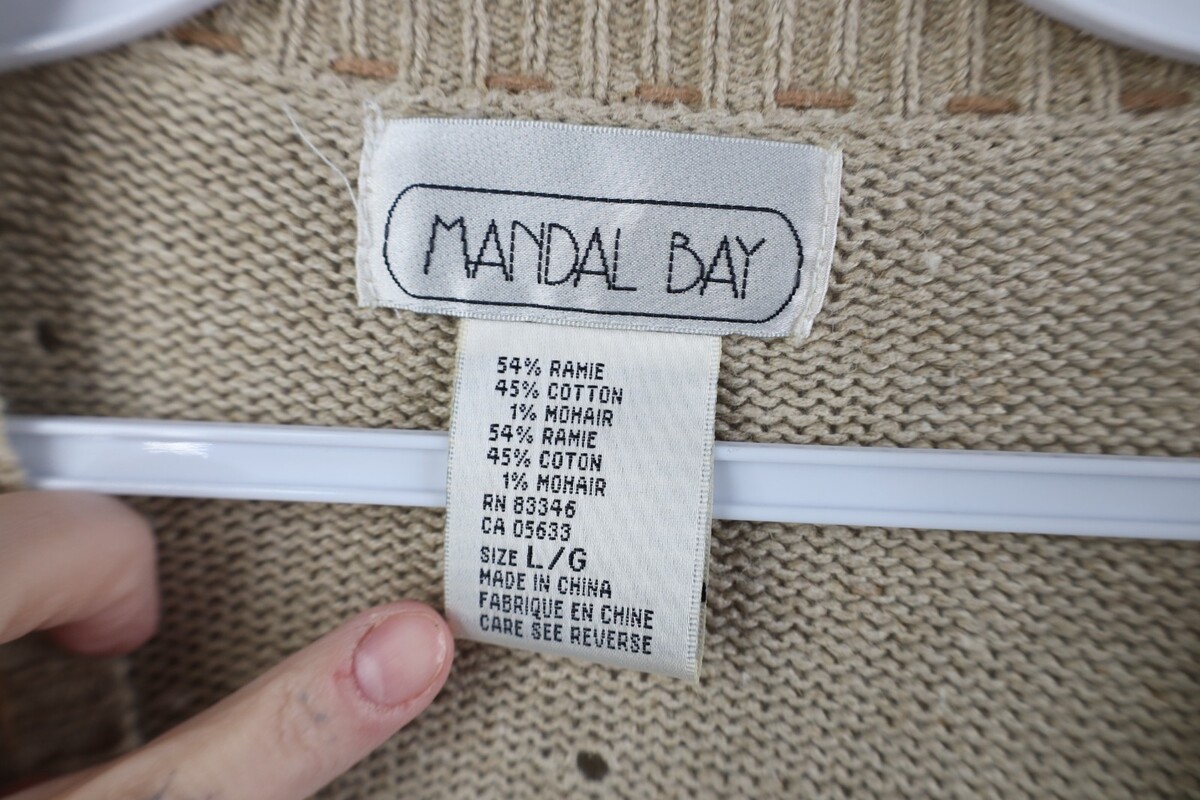 MANDAL BAY
54% RAMIE
45% COTTON
1% MOHAIR
54% RAMIE
45% COTON
1% MOHAIR
RN 83346
CA 05633
SIZE L/G
MADE IN CHINA
FABRIQUE EN CHINE
CARE SEE REVERSE